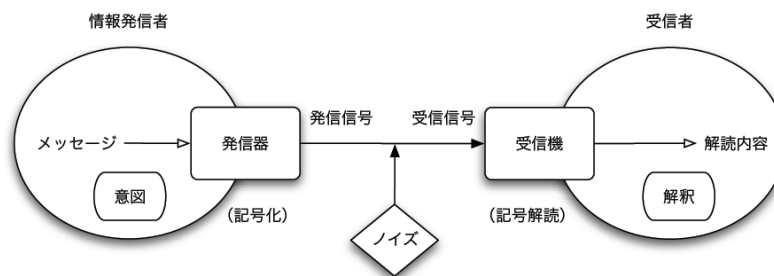 情報発信者
受信者
発信信号
受信信号
メッセージ
発信器
受信機
解読内容
意図
解釈
(記号化)
(記号解読)
ノイズ